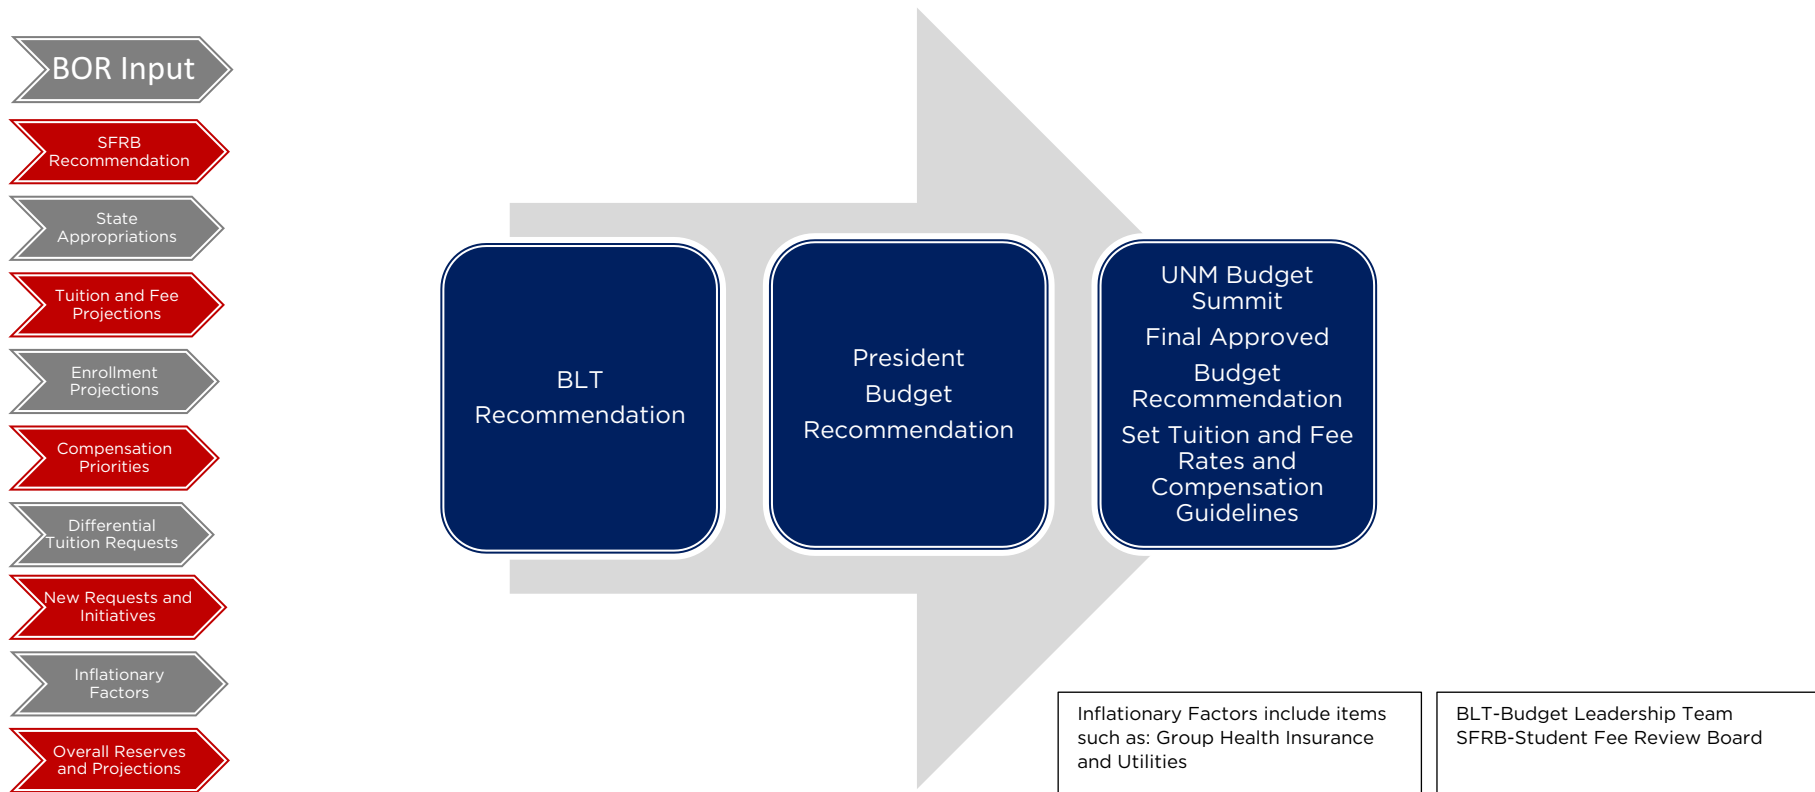 BOR Input
SFRB
Recommendation
State
Appropriations
Tuition and Fee
Projections
Enrollment
Projections
Compensation
Priorities
Differential
Tuition Requests
New Requests and
Initiatives
Inflationary
Factors
Overall Reserves
and Projections
BLT
Recommendation
President
Budget
Recommendation
UNM Budget
Summit
Final Approved
Budget
Recommendation
Set Tuition and Fee
Rates and
Compensation
Guidelines
Inflationary Factors include items
such as: Group Health Insurance
and Utilities
BLT-Budget Leadership Team
SFRB-Student Fee Review Board